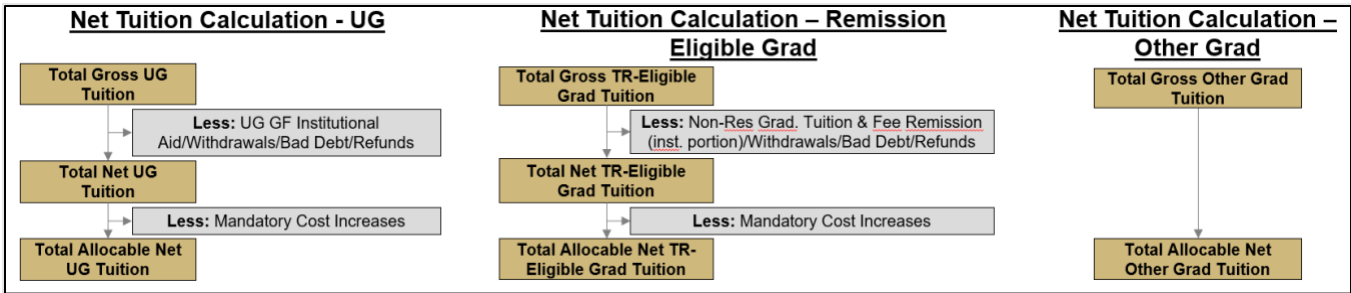 Net Tuition Calculation - UG
Total Gross UG
Tuition
Less: UG GF Institutional
Aid/Withdrawals/Bad Debt/Refunds
Total Net UG
Tuition
Less: Mandatory Cost Increases
Total Allocable Net
UG Tuition
Net Tuition Calculation – Remission
Eligible Grad
Total Gross TR-Eligible
Grad Tuition
Less: Non-Res Grad. Tuition & Fee Remission
(inst. portion)/Withdrawals/Bad Debt/Refunds
Total Net TR-Eligible
Grad Tuition
Less: Mandatory Cost Increases
Total Allocable Net TR-
Eligible Grad Tuition
Net Tuition Calculation –
Other Grad
Total Gross Other Grad
Tuition
Total Allocable Net
Other Grad Tuition